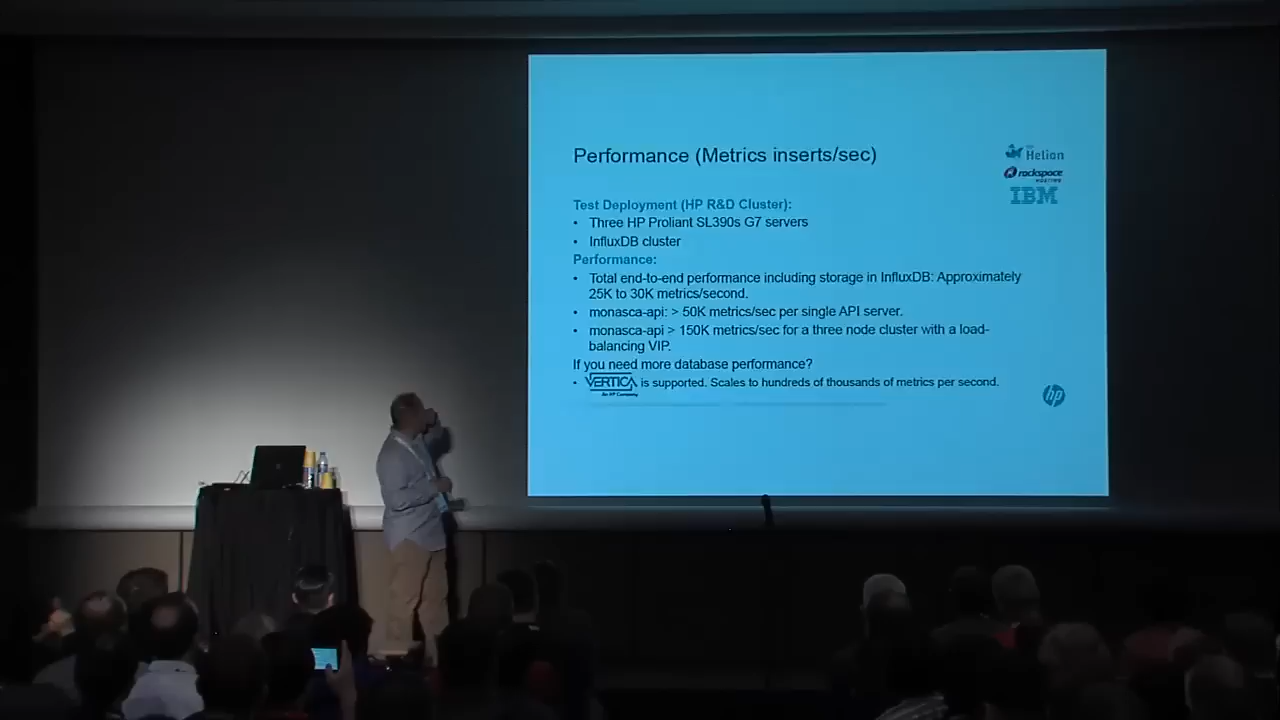 Performance (Metrics inserts/sec)
Helion
rackspace
HOSTING
IBM
Test Deployment (HP R&D Cluster):
• Three HP Proliant SL390s G7 servers
• InfluxDB cluster
Performance:
• Total end-to-end performance including storage in InfluxDB: Approximately
25K to 30K metrics/second.
• monasca-api: > 50K metrics/sec per single API server.
• monasca-api > 150K metrics/sec for a three node cluster with a load-
balancing VIP.
If you need more database performance?
• VERTICA is supported. Scales to hundreds of thousands of metrics per second.
An HP Company
hp